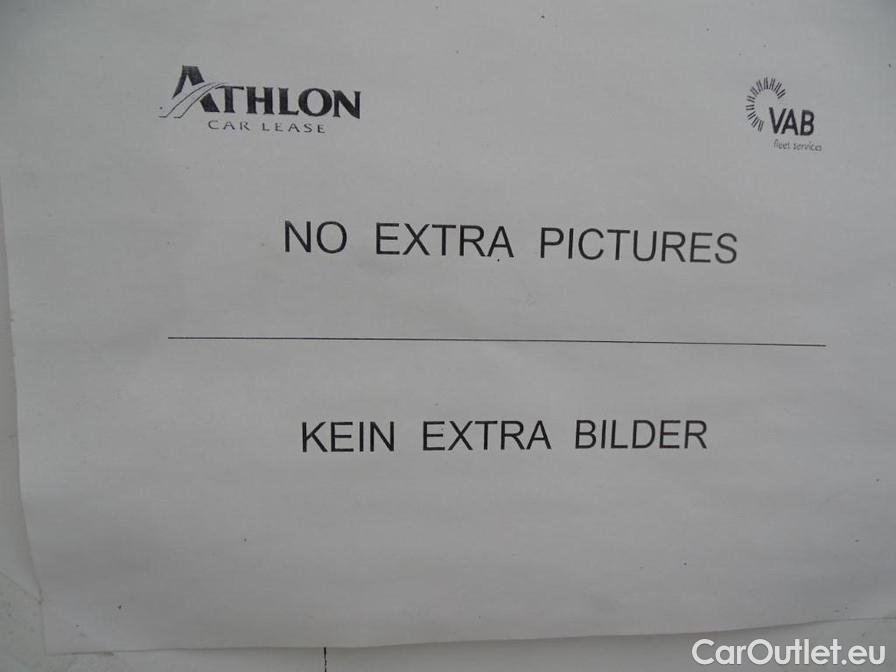 ATHLON
CAR LEASE
VAB
fleet services
NO EXTRA PICTURES
KEIN EXTRA BILDER
CarOutlet.eu